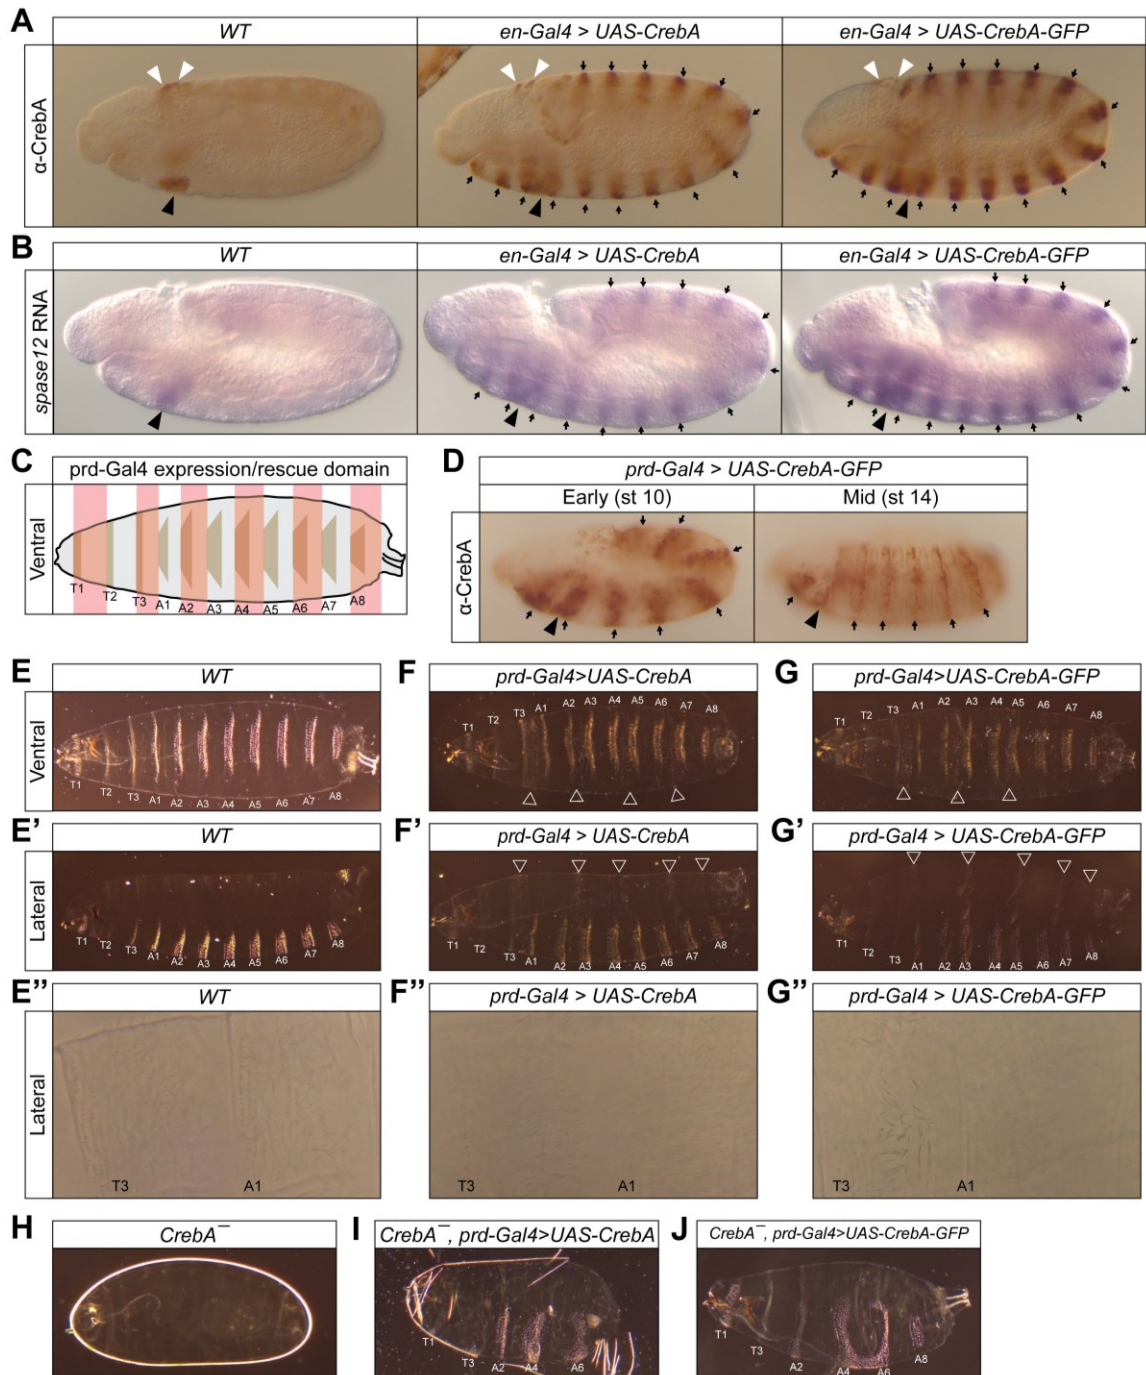 A
WT
en-Gal4 > UAS-CrebA
en-Gal4 > UAS-CrebA-GFP
α-CrebA
B
WT
en-Gal4 > UAS-CrebA
en-Gal4 > UAS-CrebA-GFP
spase12 RNA
C
prd-Gal4 expression/rescue domain
Ventral
T1 T2 T3 A1 A2 A3 A4 A5 A6 A7 A8
D
prd-Gal4 > UAS-CrebA-GFP
Early (st 10)
Mid (st 14)
α-CrebA
E
WT
Ventral
T1 T2 T3 A1 A2 A3 A4 A5 A6 A7 A8
F
prd-Gal4>UAS-CrebA
T1 T2 T3 A1 A2 A3 A4 A5 A6 A7 A8
G
prd-Gal4>UAS-CrebA-GFP
T1 T2 T3 A1 A2 A3 A4 A5 A6 A7 A8
E'
WT
Lateral
T1 T2 T3 A1 A2 A3 A4 A5 A6 A7 A8
F'
prd-Gal4 > UAS-CrebA
T1 T2 T3 A1 A2 A3 A4 A5 A6 A7 A8
G'
prd-Gal4 > UAS-CrebA-GFP
T1 T2 T3 A1 A2 A3 A4 A5 A6 A7 A8
E''
WT
Lateral
T3 A1
F''
prd-Gal4 > UAS-CrebA
T3 A1
G''
prd-Gal4 > UAS-CrebA-GFP
T3 A1
H
CrebA⁻
I
CrebA⁻, prd-Gal4>UAS-CrebA
T1 T3 A2 A4 A6
J
CrebA⁻, prd-Gal4>UAS-CrebA-GFP
T1 T3 A2 A4 A6 A8